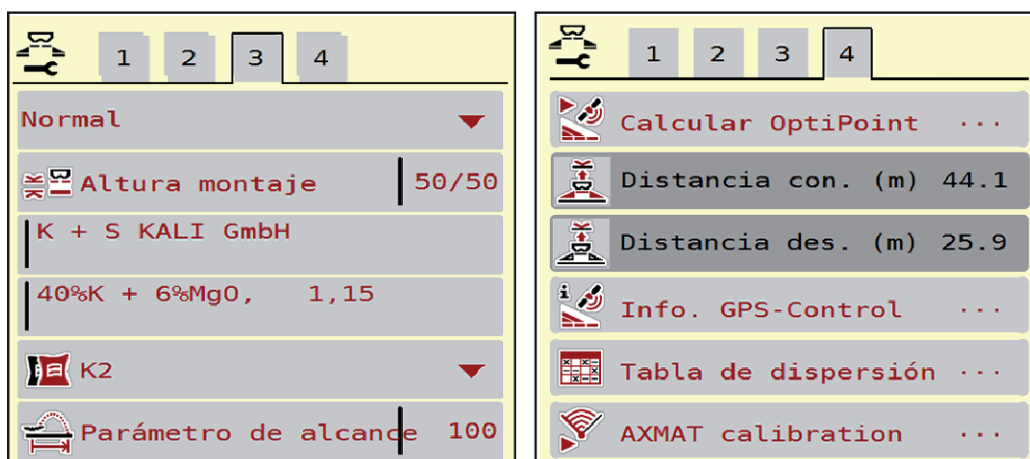 1 2 3 4
Normal
Altura montaje 50/50
K + S KALI GmbH
40%K + 6%MgO, 1,15
K2
Parámetro de alcance 100
1 2 3 4
Calcular OptiPoint ...
Distancia con. (m) 44.1
Distancia des. (m) 25.9
i
Info. GPS-Control ...
Tabla de dispersión ...
AXMAT calibration ...